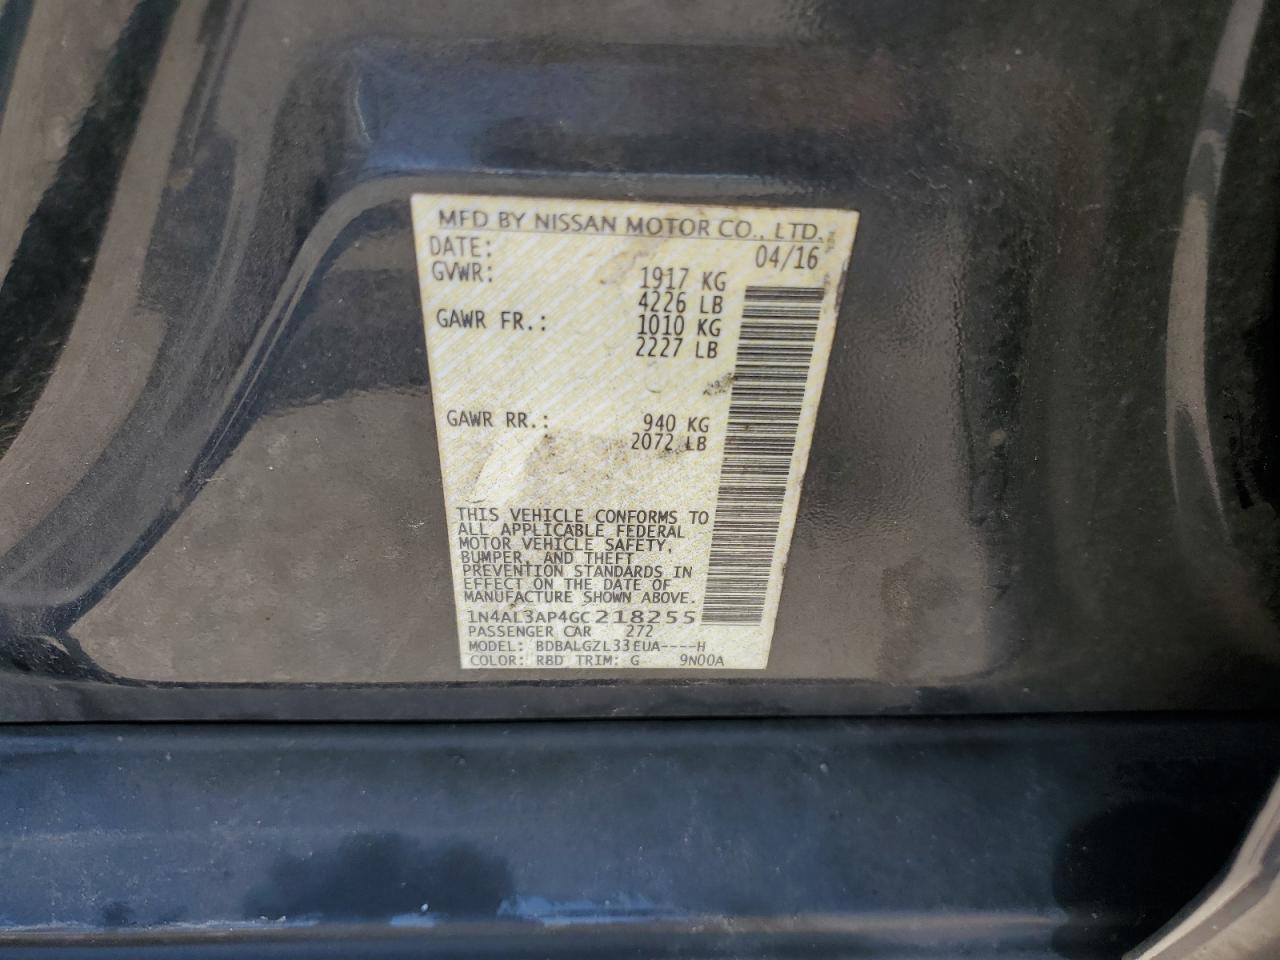 MFD BY NISSAN MOTOR CO., LTD.
DATE: 04/16
GVWR: 1917 KG
4226 LB
GAWR FR.: 1010 KG
2227 LB
GAWR RR.: 940 KG
2072 LB
THIS VEHICLE CONFORMS TO
ALL APPLICABLE FEDERAL
MOTOR VEHICLE SAFETY,
BUMPER, AND THEFT
PREVENTION STANDARDS IN
EFFECT ON THE DATE OF
MANUFACTURE SHOWN ABOVE.
1N4AL3AP4GC218255
PASSENGER CAR 272
MODEL: BDBALGZL33EUA----H
COLOR: RBD TRIM: G 9N00A